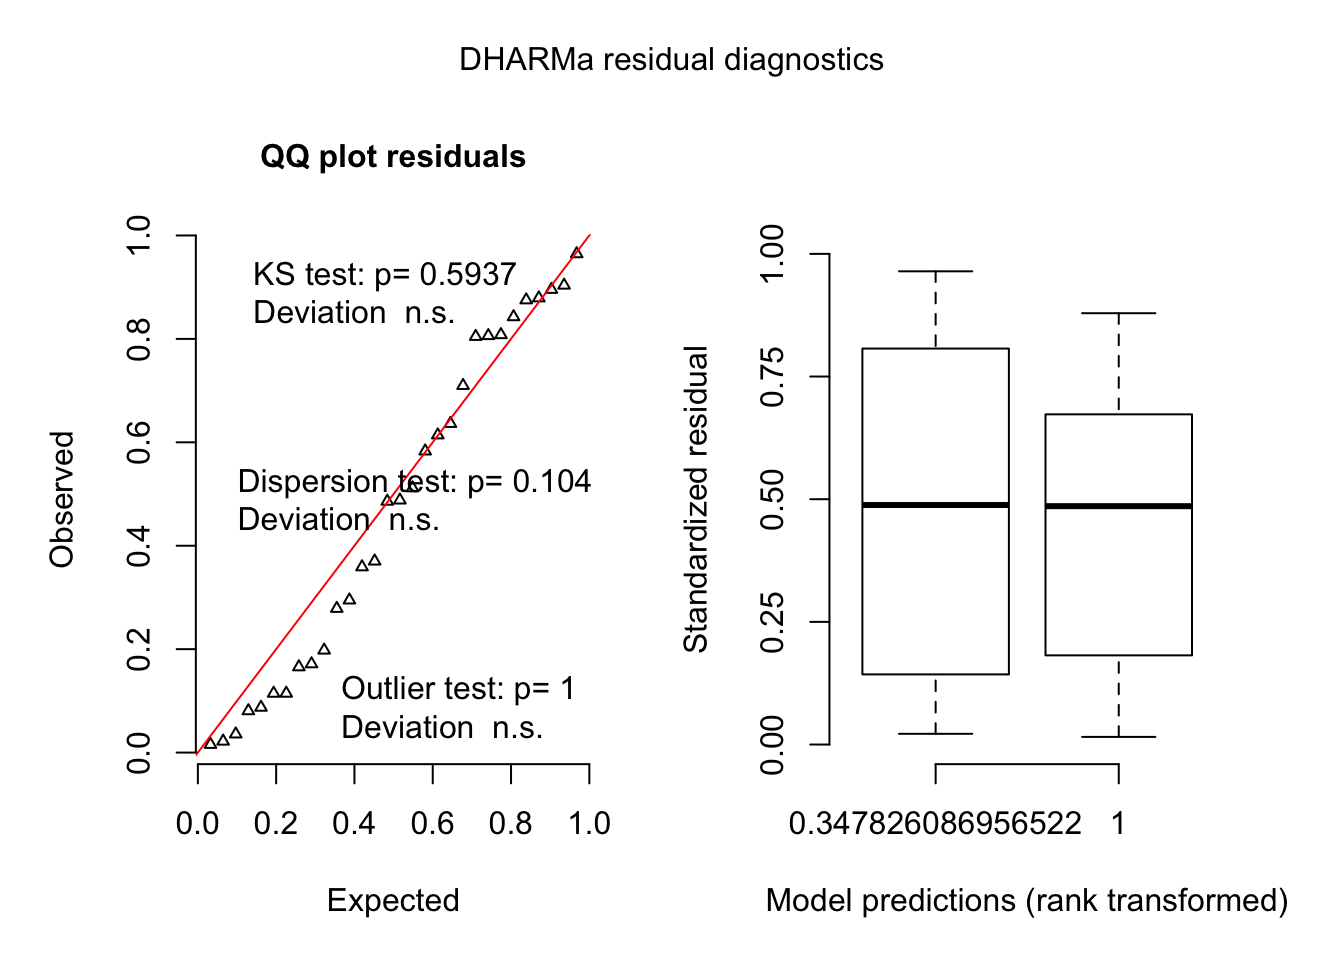 DHARMa residual diagnostics
QQ plot residuals
KS test: p= 0.5937
Deviation  n.s.
Dispersion test: p= 0.104
Deviation  n.s.
Outlier test: p= 1
Deviation  n.s.
Observed
0.0 0.2 0.4 0.6 0.8 1.0
0.0 0.2 0.4 0.6 0.8 1.0
Expected
Standardized residual
0.00 0.25 0.50 0.75 1.00
0.347826086956522 1
Model predictions (rank transformed)